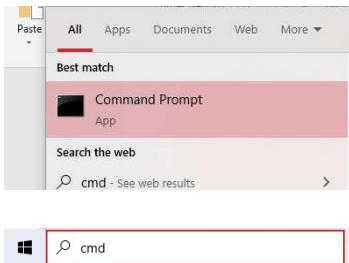 Paste
All Apps Documents Web More
Best match
Command Prompt
App
Search the web
cmd - See web results
cmd